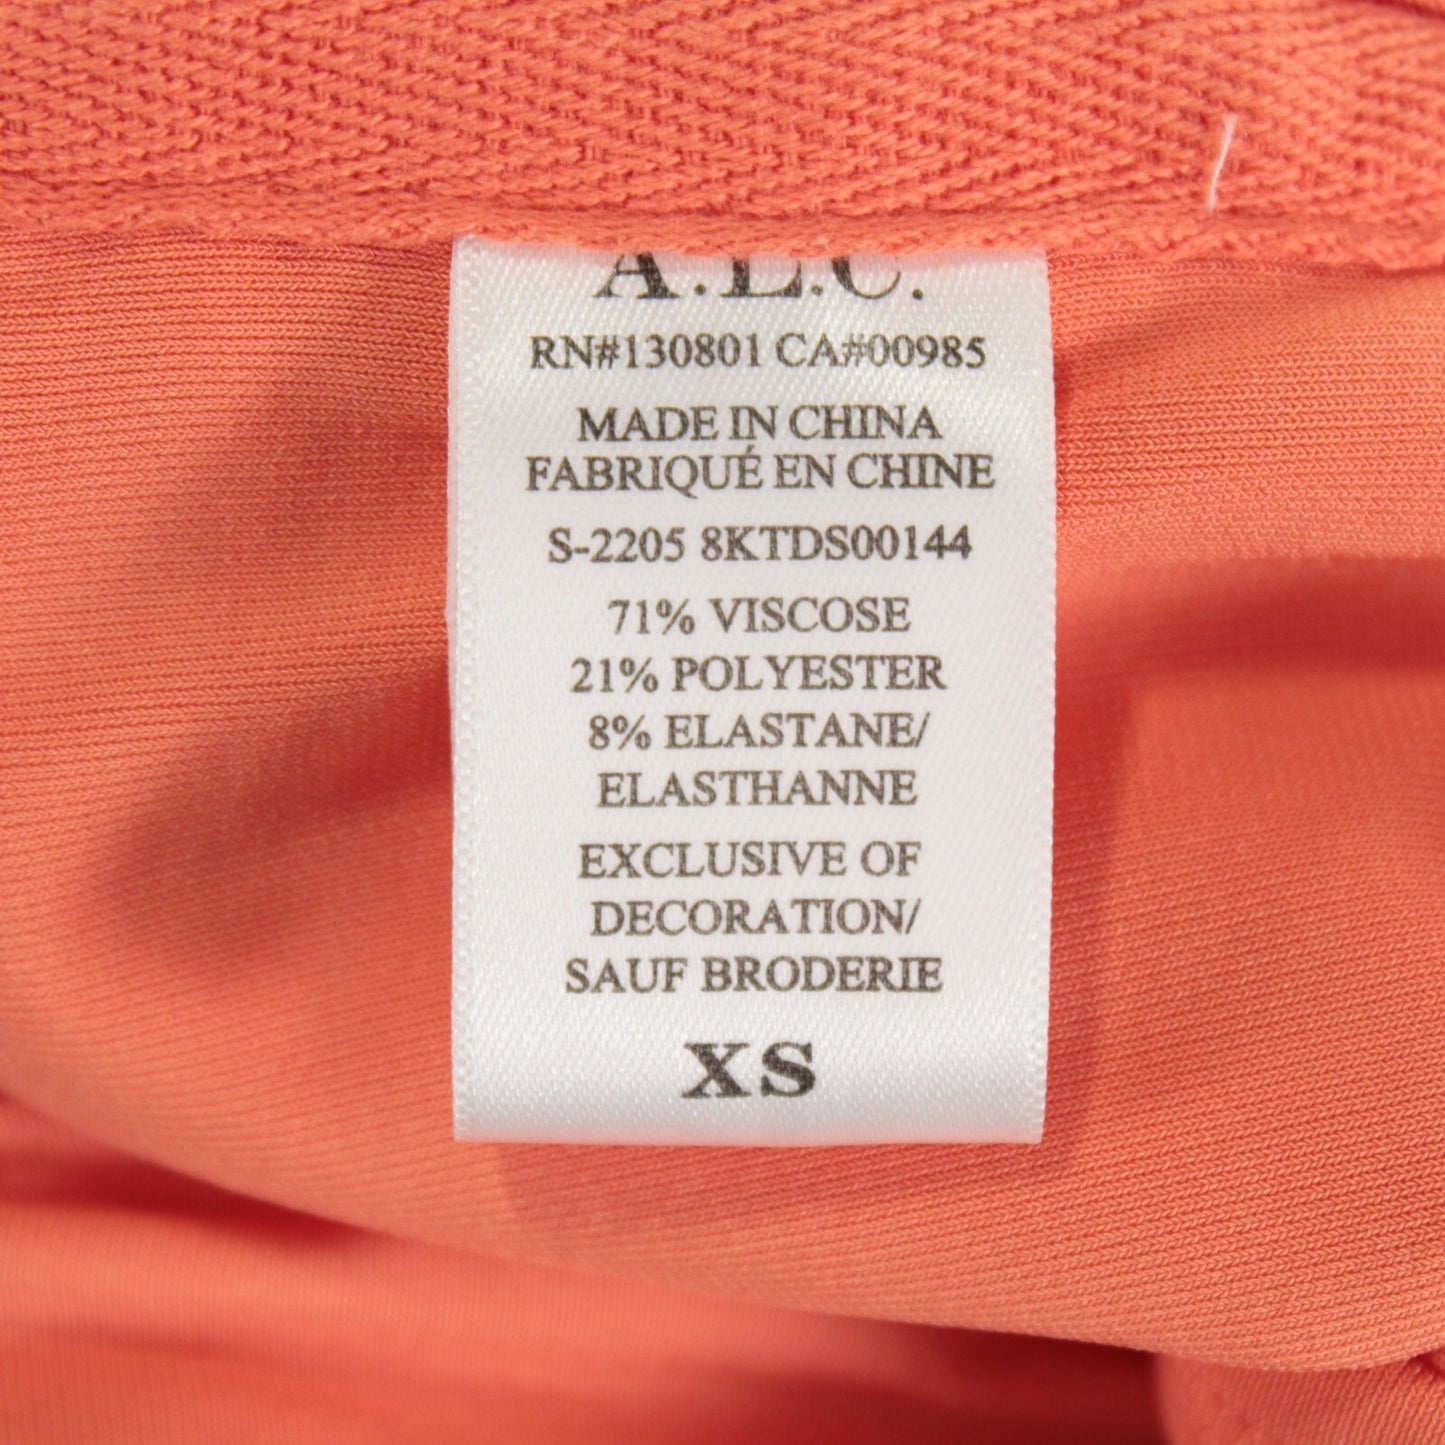 A.L.C.
RN#130801 CA#00985
MADE IN CHINA
FABRIQUÉ EN CHINE
S-2205 8KTDS00144
71% VISCOSE
21% POLYESTER
8% ELASTANE/
ELASTHANNE
EXCLUSIVE OF
DECORATION/
SAUF BRODERIE
XS